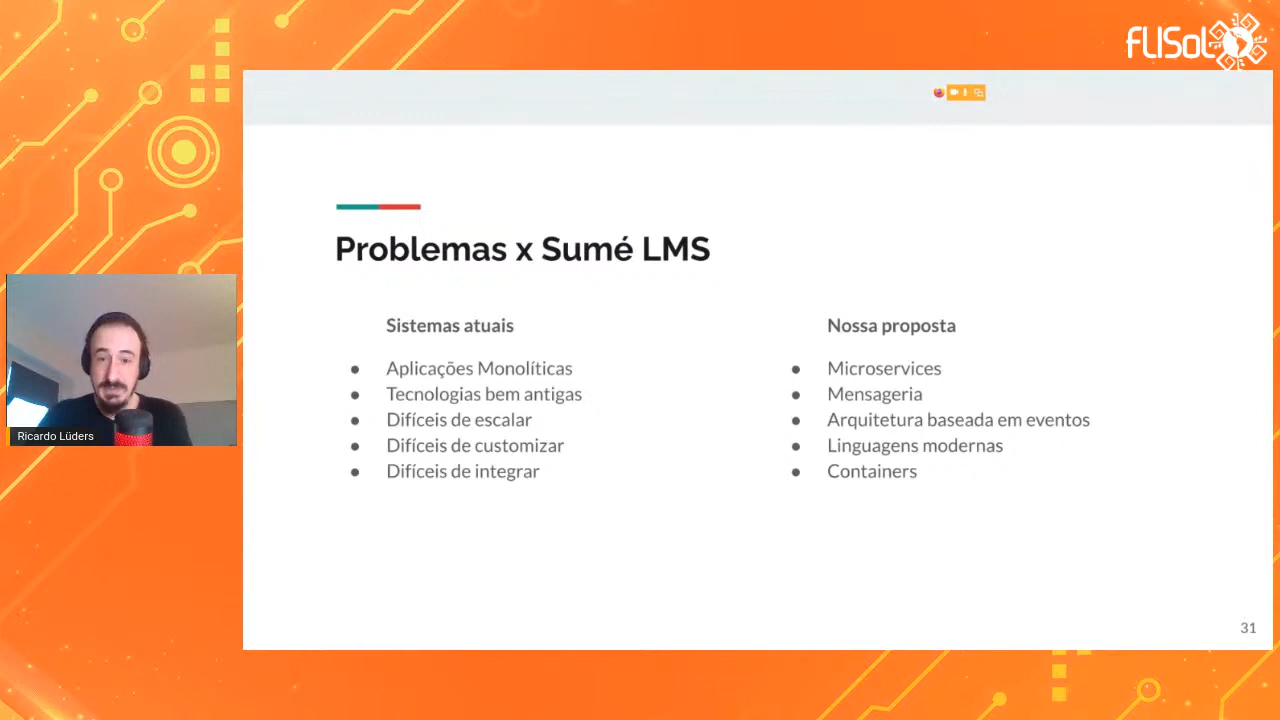 FLISoL
Problemas x Sumé LMS
Sistemas atuais
Aplicações Monolíticas
Tecnologias bem antigas
Difíceis de escalar
Difíceis de customizar
Difíceis de integrar
Nossa proposta
Microservices
Mensageria
Arquitetura baseada em eventos
Linguagens modernas
Containers
Ricardo Lüders
31